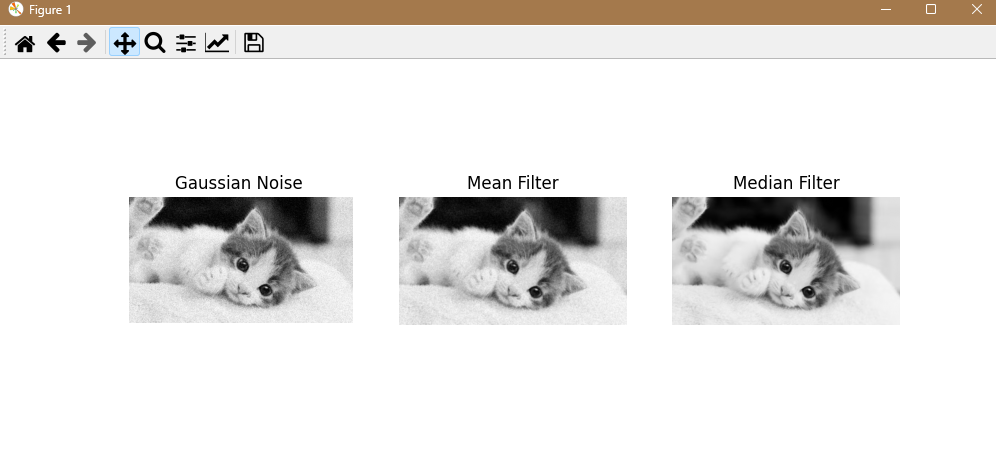 Figure 1
Gaussian Noise
Mean Filter
Median Filter